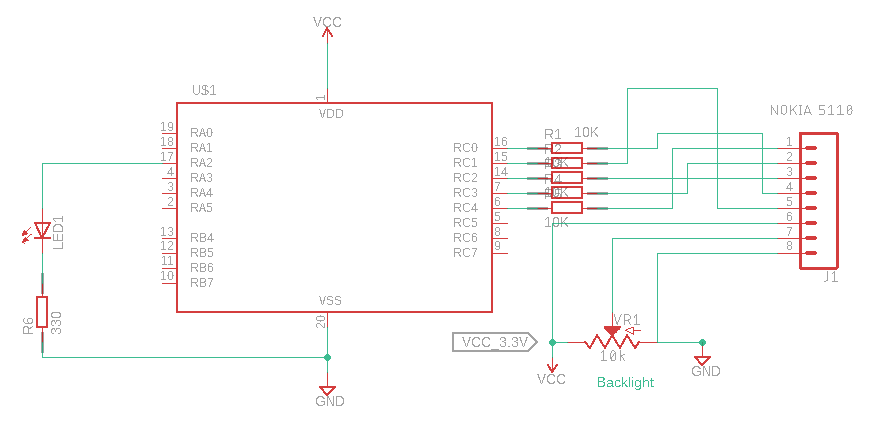 VCC
U$1
1
VDD
NOKIA 5110
19 RA0
18 RA1
17 RA2
4 RA3
3 RA4
2 RA5
13 RB4
12 RB5
11 RB6
10 RB7
RC0 16
RC1 15
RC2 14
RC3 7
RC4 6
RC5 5
RC6 8
RC7 9
R1 10K
R2
R4
10K
10K
1
2
3
4
5
6
7
8
J1
LED1
VSS
20
R6
330
GND
VCC_3.3V
VCC
VR1
10k
Backlight
GND